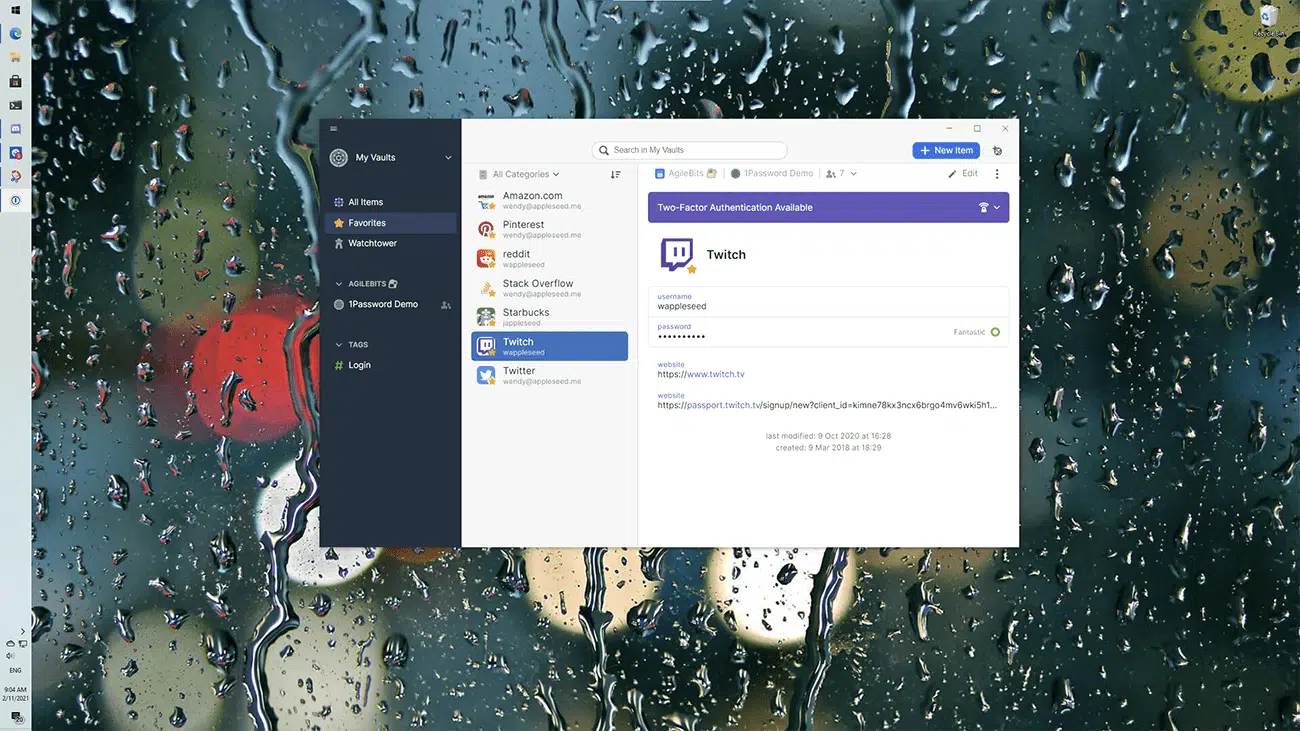 Recycle Bin
My Vaults
All Items
Favorites
Watchtower
AGILEBITS
1Password Demo
TAGS
Login
Search in My Vaults
New Item
All Categories
amazon
Amazon.com
wendy@appleseed.me
Pinterest
wendy@appleseed.me
reddit
wappleseed
Stack Overflow
wendy@appleseed.me
Starbucks
jappleseed
Twitch
wappleseed
Twitter
wendy@appleseed.me
AgileBits
1Password Demo
7
Edit
Two-Factor Authentication Available
Twitch
username
wappleseed
password
••••••••••
Fantastic
website
https://www.twitch.tv
website
https://passport.twitch.tv/signup/new?client_id=kimne78kx3ncx6brgo4mv6wki5h1...
last modified: 9 Oct 2020 at 16:28
created: 9 Mar 2018 at 18:29
ENG
9:04 AM
2/11/2021
20